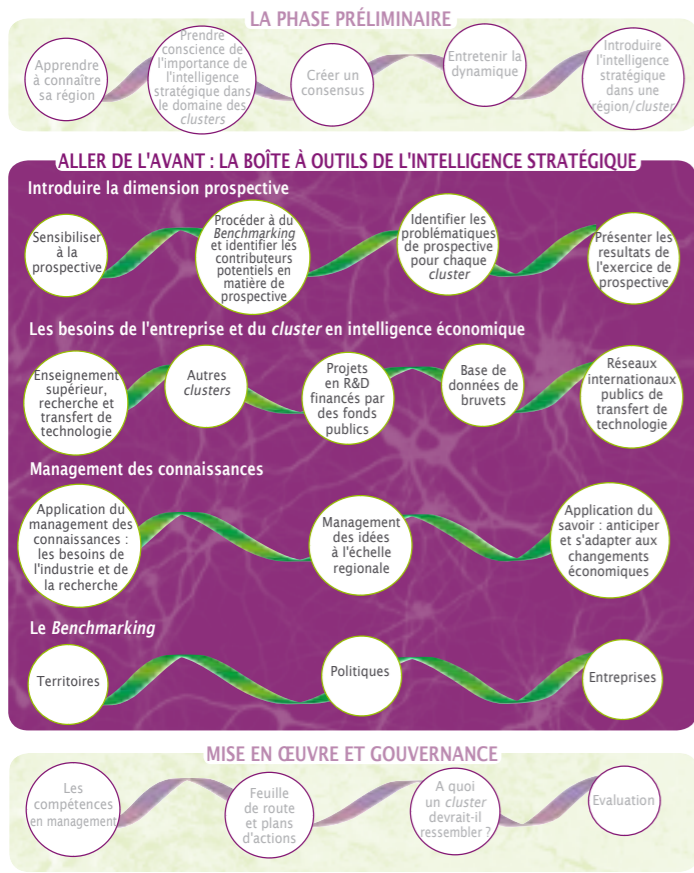 LA PHASE PRÉLIMINAIRE
Apprendre
à connaître
sa région
Prendre
conscience de
l'importance de
l'intelligence
stratégique dans
le domaine des
clusters
Créer un
consensus
Entretenir la
dynamique
Introduire
l'intelligence
stratégique
dans une
région/cluster
ALLER DE L'AVANT : LA BOÎTE À OUTILS DE L'INTELLIGENCE STRATÉGIQUE
Introduire la dimension prospective
Sensibiliser
à la
prospective
Procéder à du
Benchmarking
et identifier les
contributeurs
potentiels en
matière de
prospective
Identifier les
problématiques
de prospective
pour chaque
cluster
Présenter les
resultats de
l'exercice de
prospective
Les besoins de l'entreprise et du cluster en intelligence économique
Enseignement
supérieur,
recherche et
transfert de
technologie
Autres
clusters
Projets
en R&D
financés par
des fonds
publics
Base de
données de
bruvets
Réseaux
internationaux
publics de
transfert de
technologie
Management des connaissances
Application du
management des
connaissances :
les besoins de
l'industrie et de
la recherche
Management
des idées
à l'échelle
regionale
Application du
savoir : anticiper
et s'adapter aux
changements
économiques
Le Benchmarking
Territoires
Politiques
Entreprises
MISE EN ŒUVRE ET GOUVERNANCE
Les
compétences
en management
Feuille
de route
et plans
d'actions
A quoi
un cluster
devrait-il
ressembler ?
Evaluation